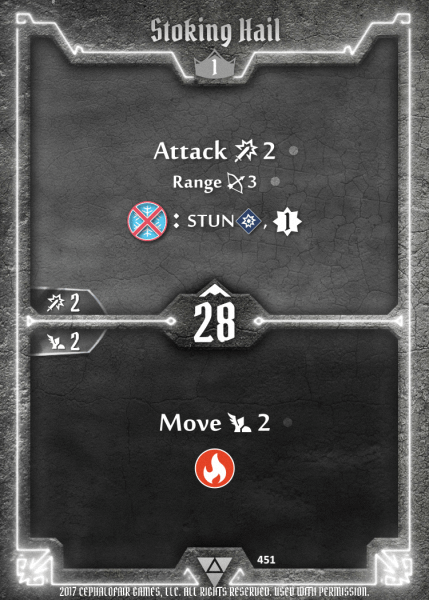 Stoking Hail
1
Attack 2
Range 3
: STUN , 1
2
28
2
Move 2
451
2017 CEPHALOFAIR GAMES, LLC. ALL RIGHTS RESERVED. USED WITH PERMISSION.